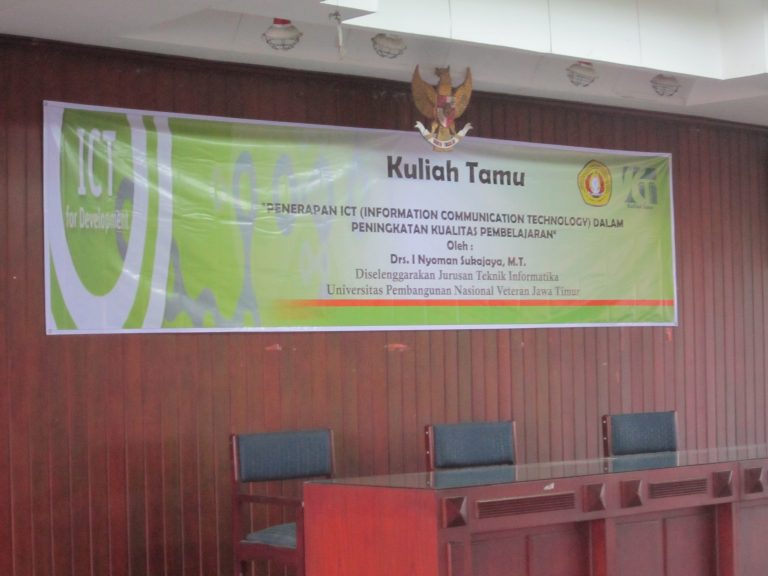 ICT
for Development
Kuliah Tamu
"PENERAPAN ICT (INFORMATION COMMUNICATION TECHNOLOGY) DALAM
PENINGKATAN KUALITAS PEMBELAJARAN"
Oleh :
Drs. I Nyoman Sukajaya, M.T.
Diselenggarakan Jurusan Teknik Informatika
Universitas Pembangunan Nasional Veteran Jawa Timur